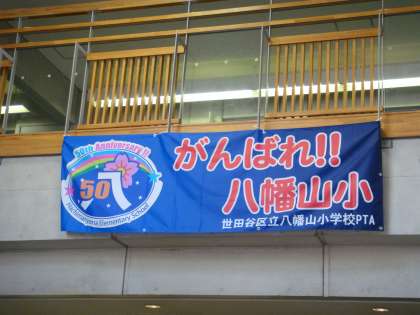 50th Anniversary!!
50
八
Hachimanyama Elementary School
がんばれ!!
八幡山小
世田谷区立八幡山小学校PTA